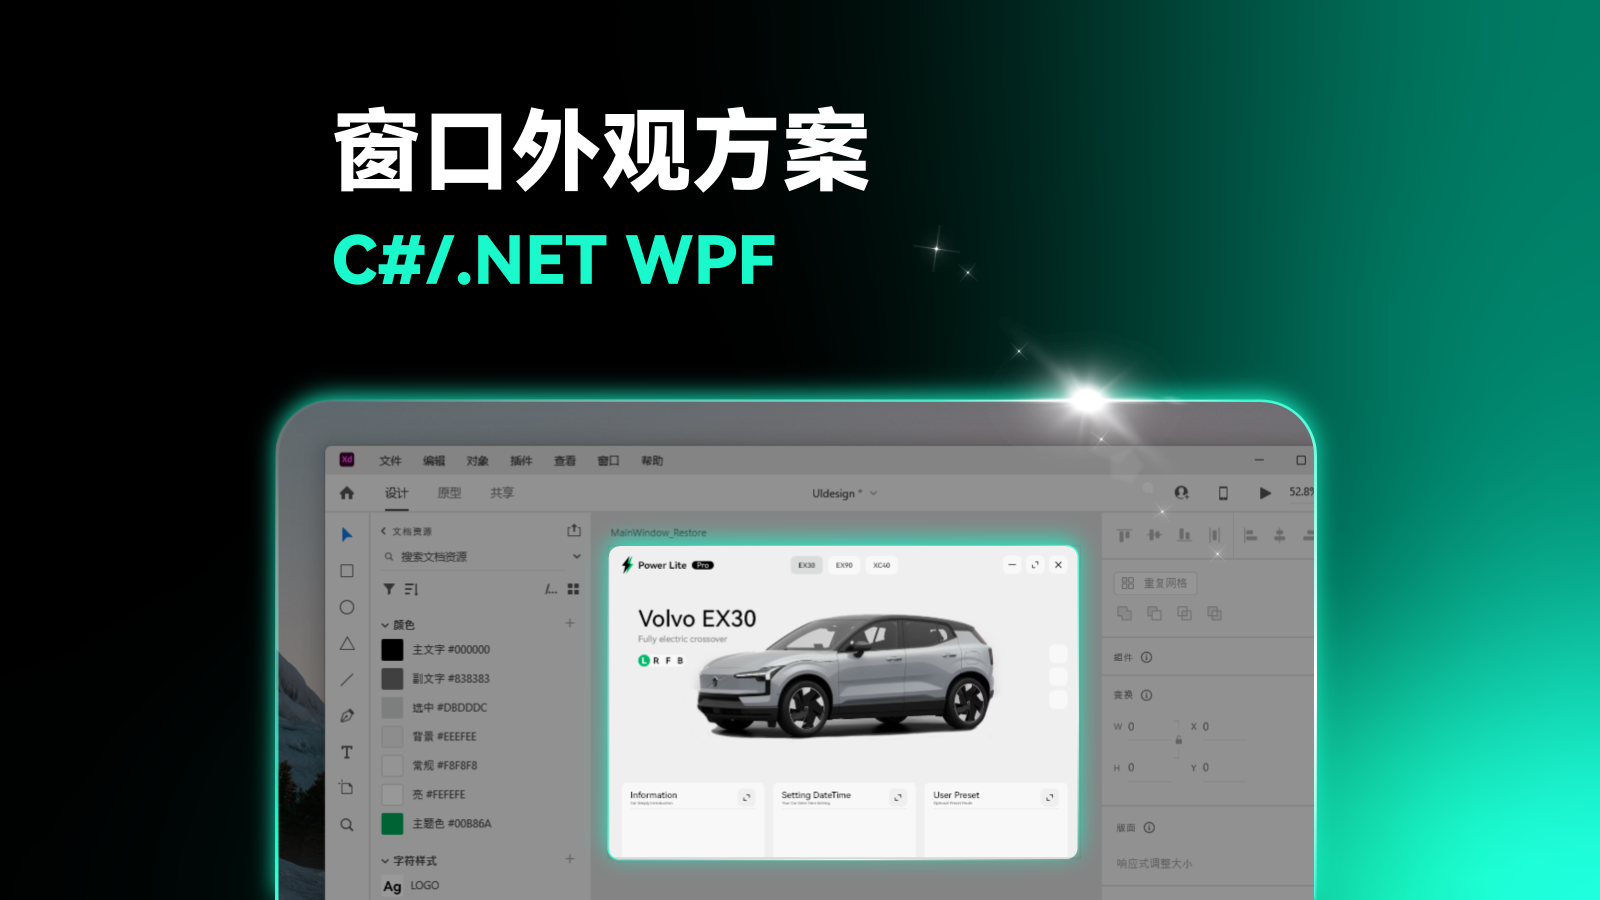 窗口外观方案
C#/.NET WPF
Xd 文件 编辑 对象 插件 查看 窗口 帮助
设计 原型 共享
UIdesign *
52.8%
文档资源
搜索文档资源
颜色
主文字 #000000
副文字 #838383
选中 #DBDDDC
背景 #EEEFEE
常规 #F8F8F8
亮 #FEFEFE
主题色 #00B86A
字符样式
Ag LOGO
MainWindow_Restore
Power Lite Pro
EX30 EX90 XC40
Volvo EX30
Fully electric crossover
L R F B
Information
Setting DateTime
User Preset
重复网格
组件
变换
W 0 X 0
H 0 Y 0
版面
响应式调整大小